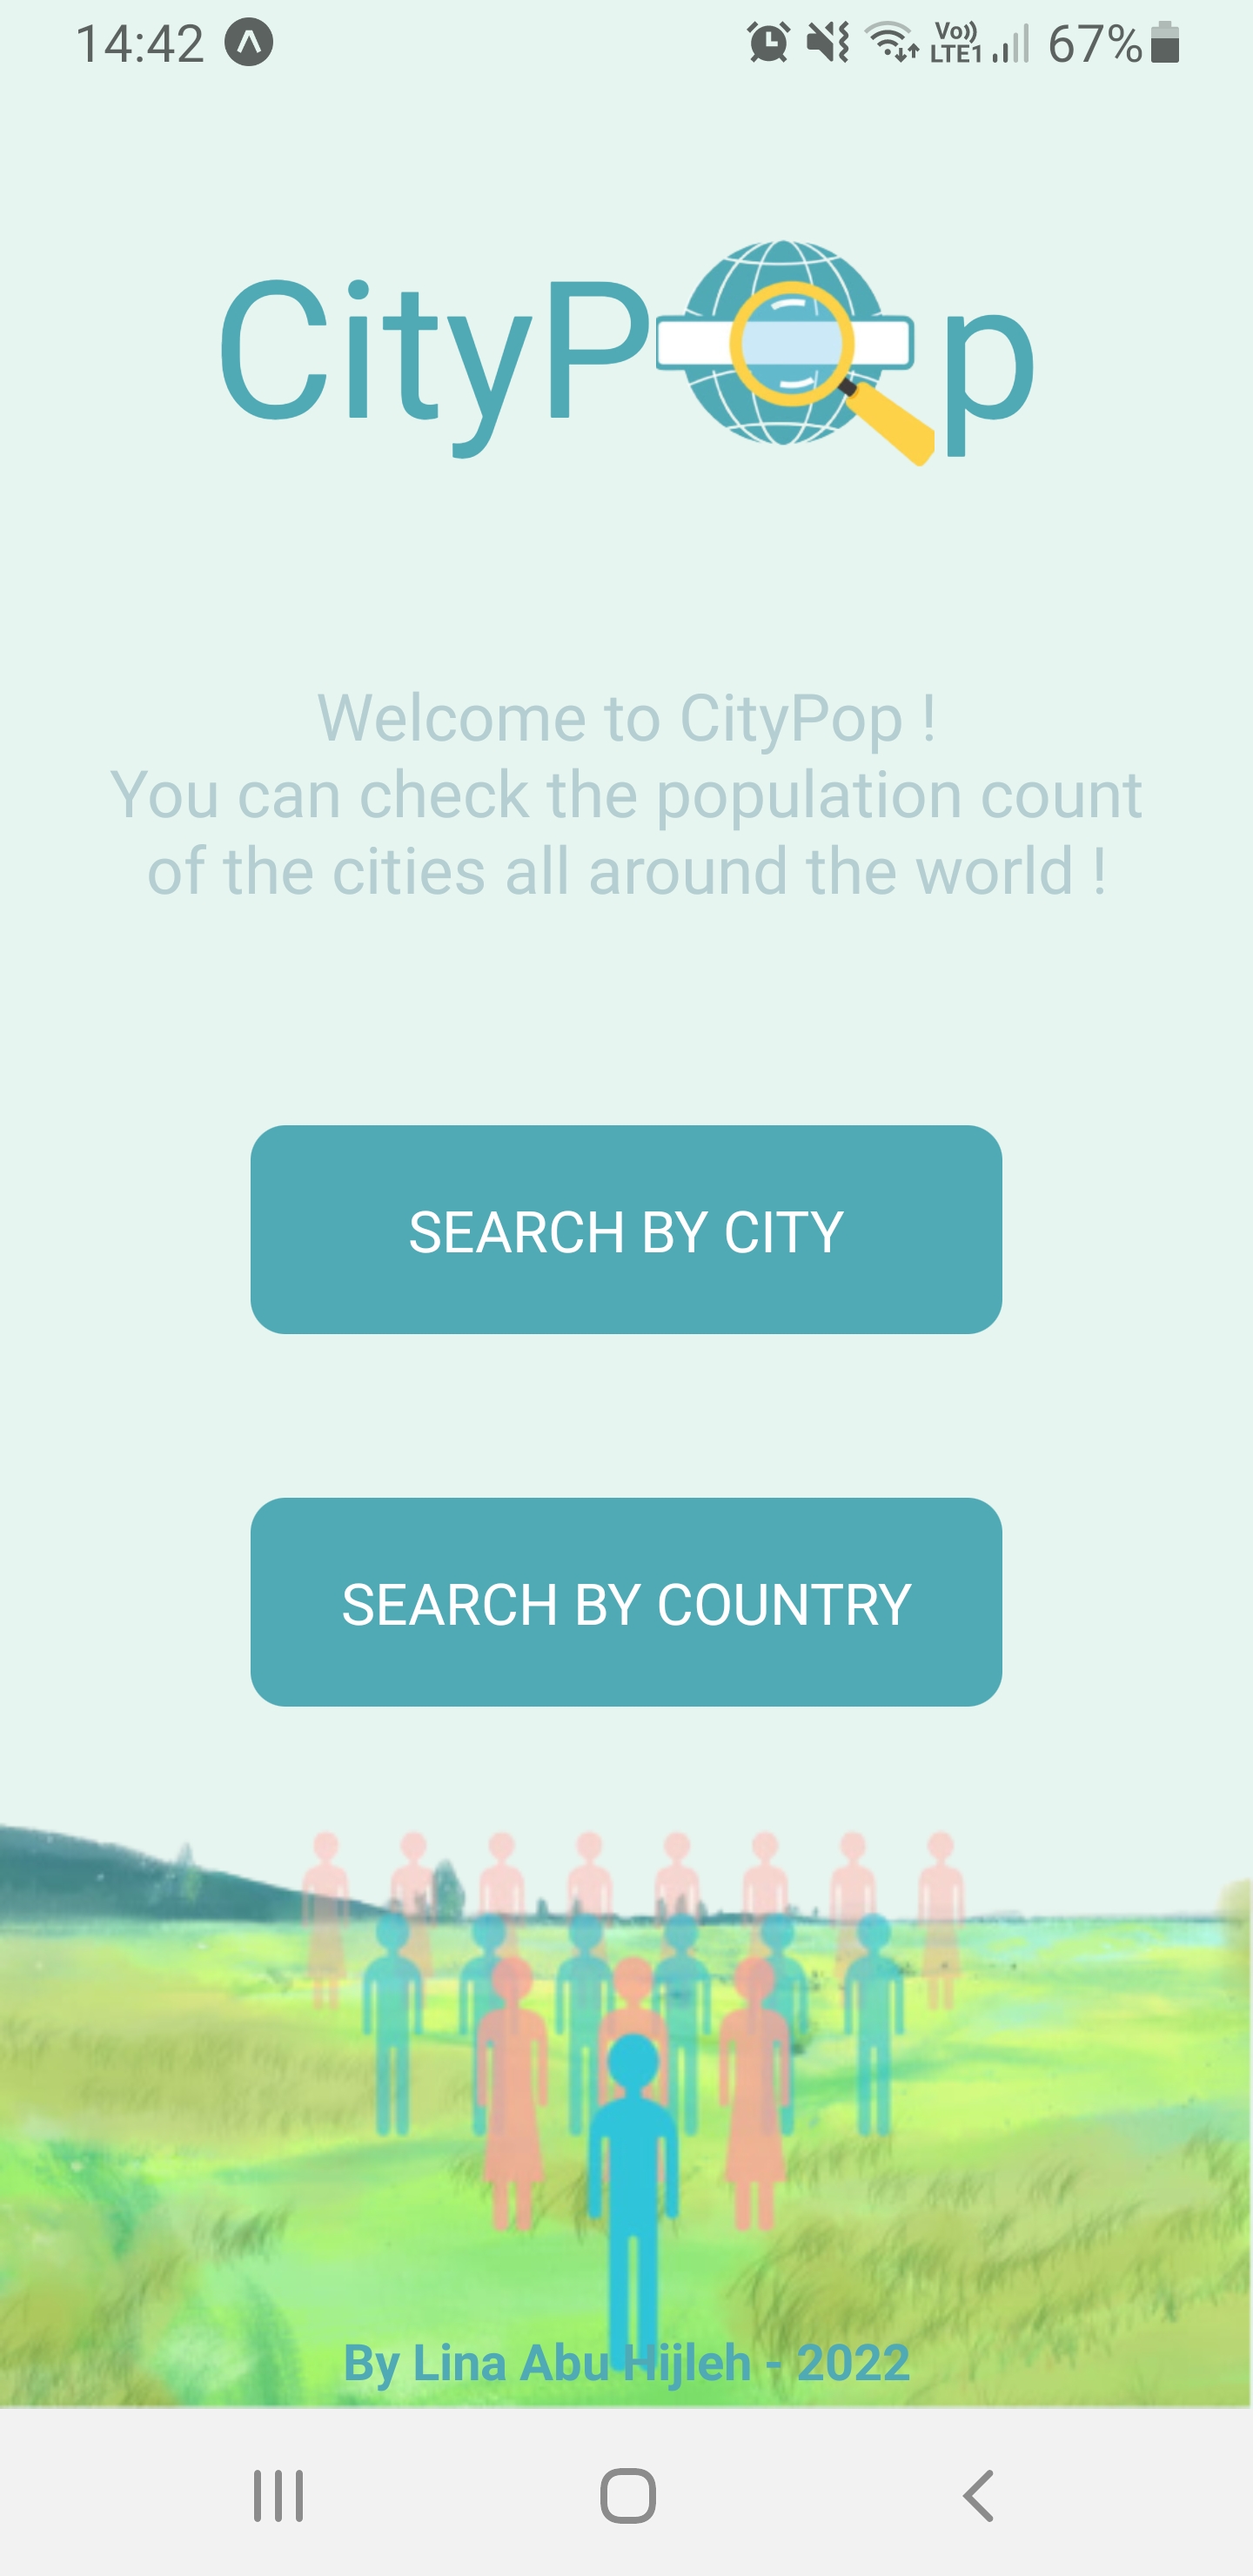 14:42
Vo)) LTE1 67%
CityPop
Welcome to CityPop !
You can check the population count
of the cities all around the world !
SEARCH BY CITY
SEARCH BY COUNTRY
By Lina Abu Hijleh - 2022